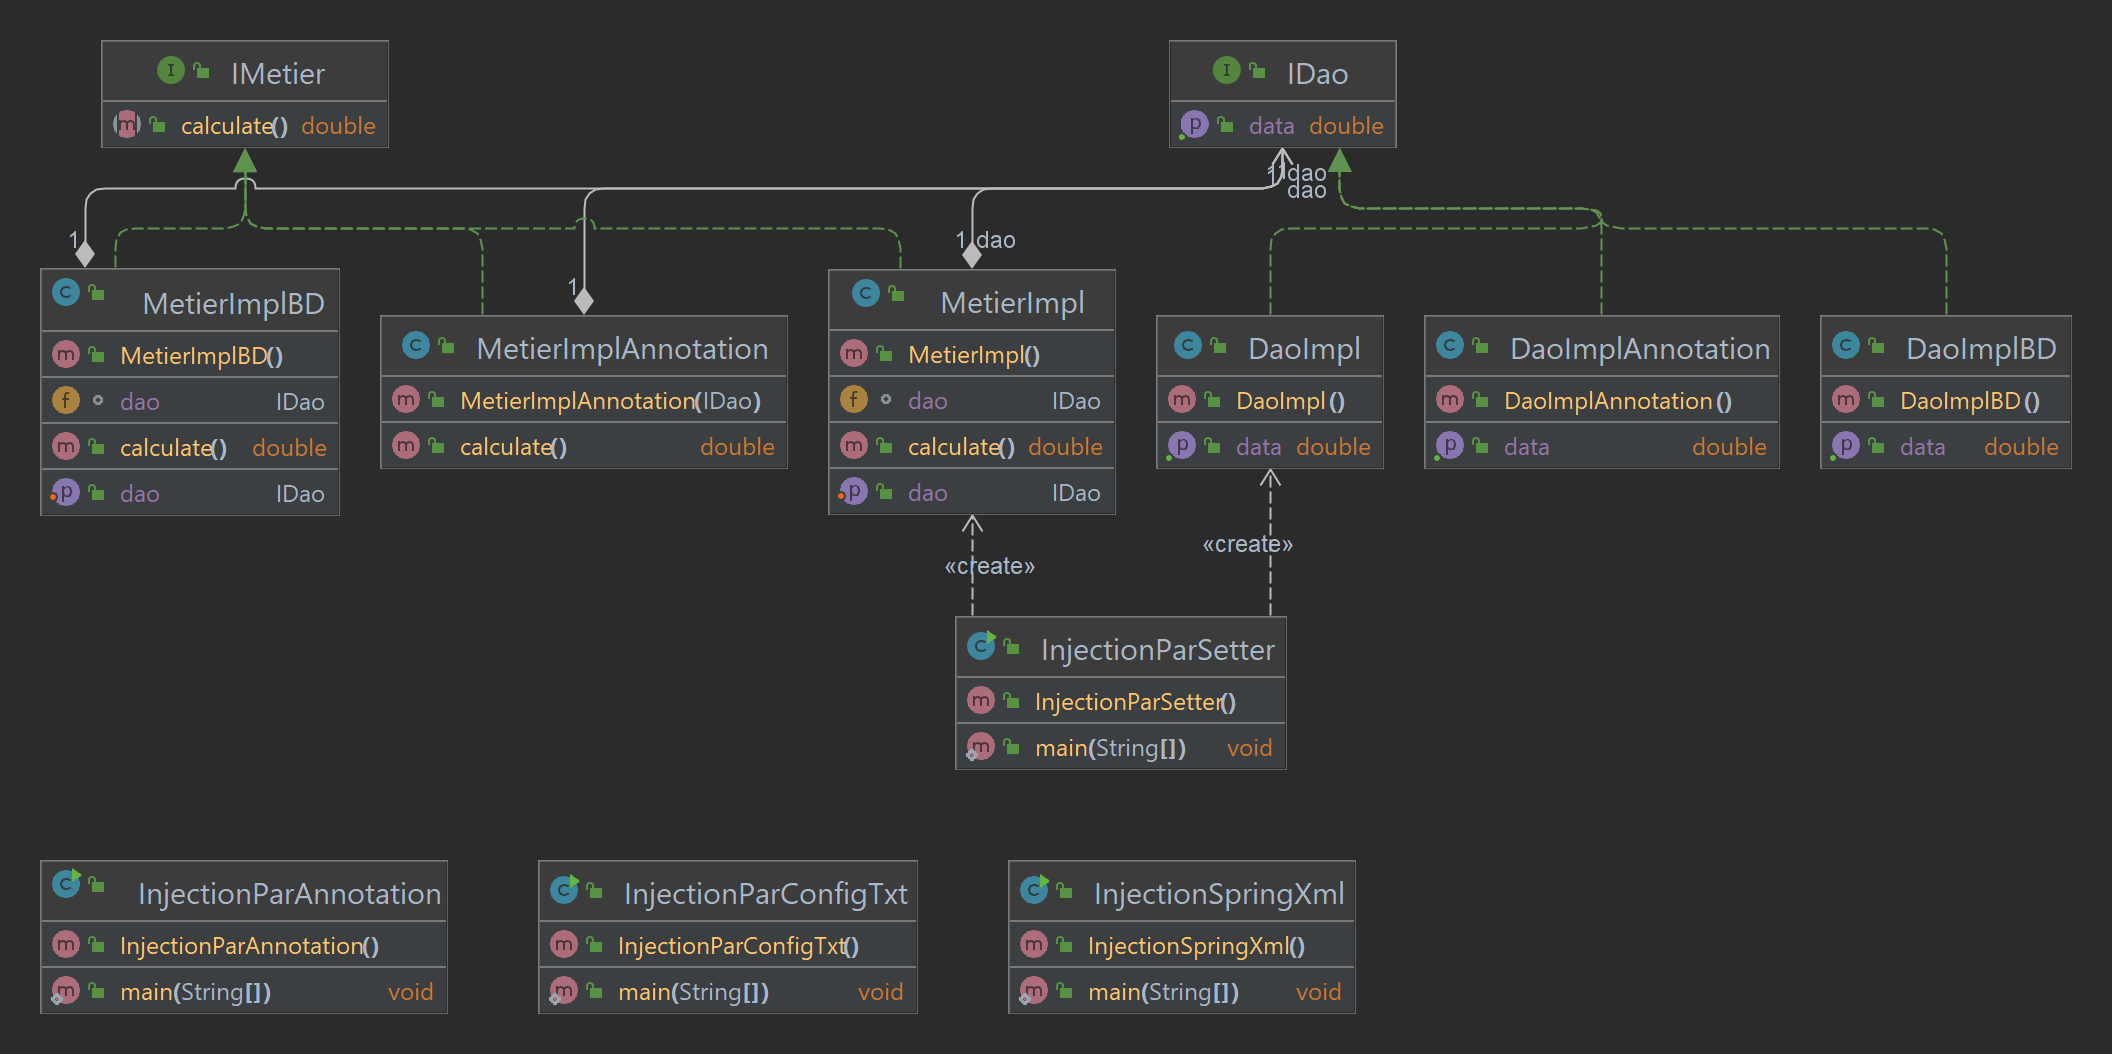 IMetier
calculate() double
IDao
data double
1 1 dao
dao
1
1
1 dao
MetierImplBD
MetierImplBD()
dao IDao
calculate() double
dao IDao
MetierImplAnnotation
MetierImplAnnotation(IDao)
calculate() double
MetierImpl
MetierImpl()
dao IDao
calculate() double
dao IDao
DaoImpl
DaoImpl()
data double
DaoImplAnnotation
DaoImplAnnotation()
data double
DaoImplBD
DaoImplBD()
data double
«create»
«create»
InjectionParSetter
InjectionParSetter()
main(String[]) void
InjectionParAnnotation
InjectionParAnnotation()
main(String[]) void
InjectionParConfigTxt
InjectionParConfigTxt()
main(String[]) void
InjectionSpringXml
InjectionSpringXml()
main(String[]) void